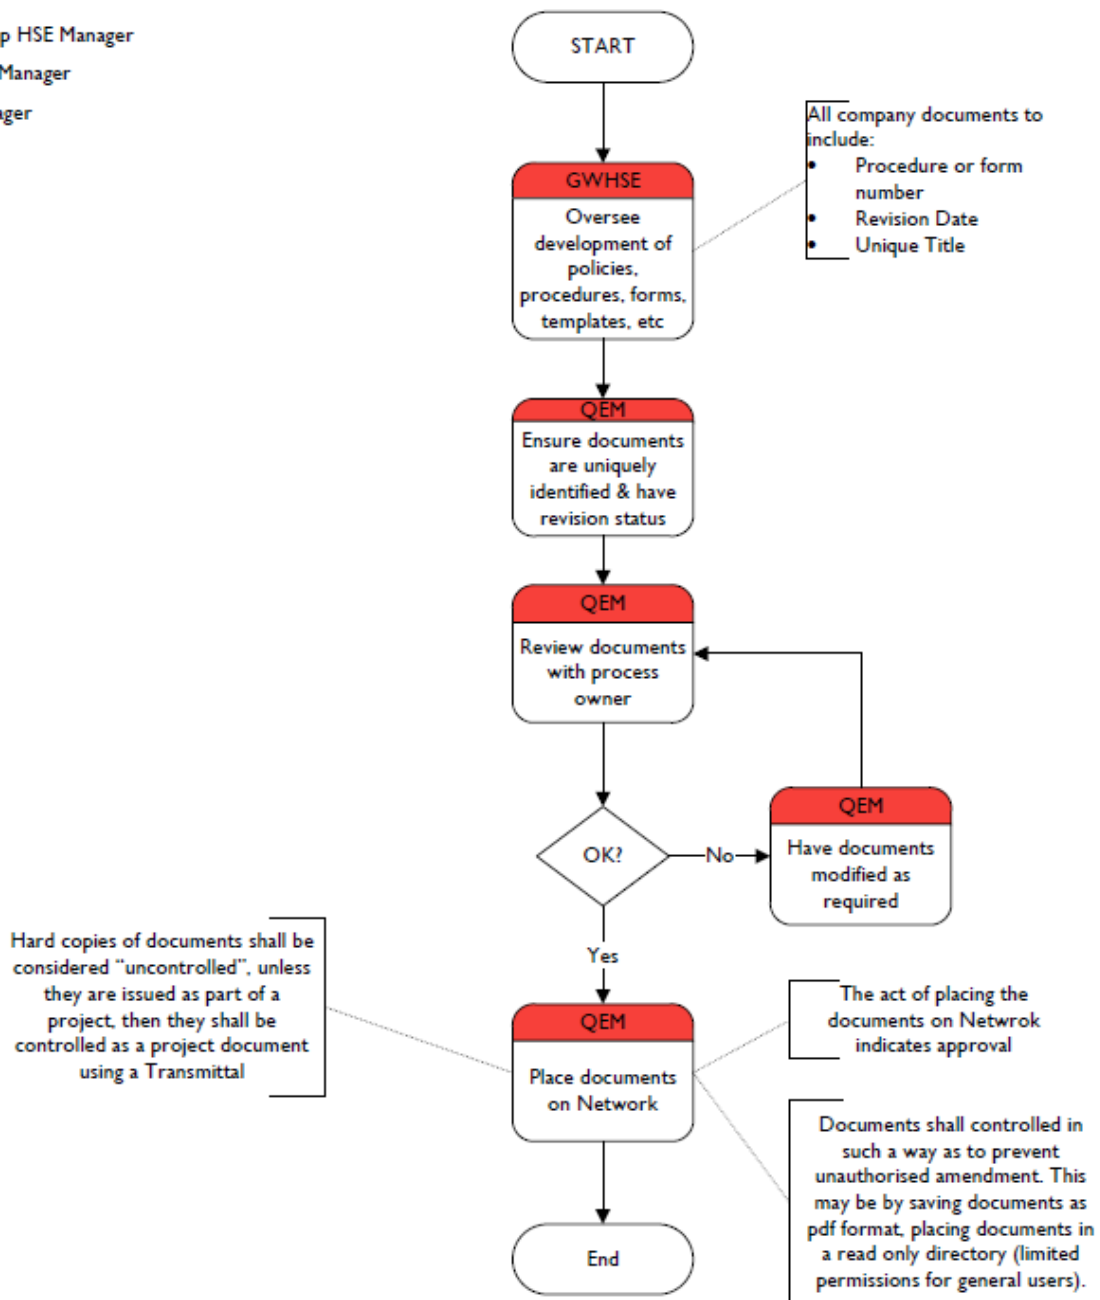 p HSE Manager
Manager
ager
START
All company documents to
include:
• Procedure or form
number
• Revision Date
• Unique Title
GWHSE
Oversee
development of
policies,
procedures, forms,
templates, etc
QEM
Ensure documents
are uniquely
identified & have
revision status
QEM
Review documents
with process
owner
OK?
No
QEM
Have documents
modified as
required
Yes
Hard copies of documents shall be
considered “uncontrolled”, unless
they are issued as part of a
project, then they shall be
controlled as a project document
using a Transmittal
QEM
Place documents
on Network
The act of placing the
documents on Netwrok
indicates approval
Documents shall controlled in
such a way as to prevent
unauthorised amendment. This
may be by saving documents as
pdf format, placing documents in
a read only directory (limited
permissions for general users).
End